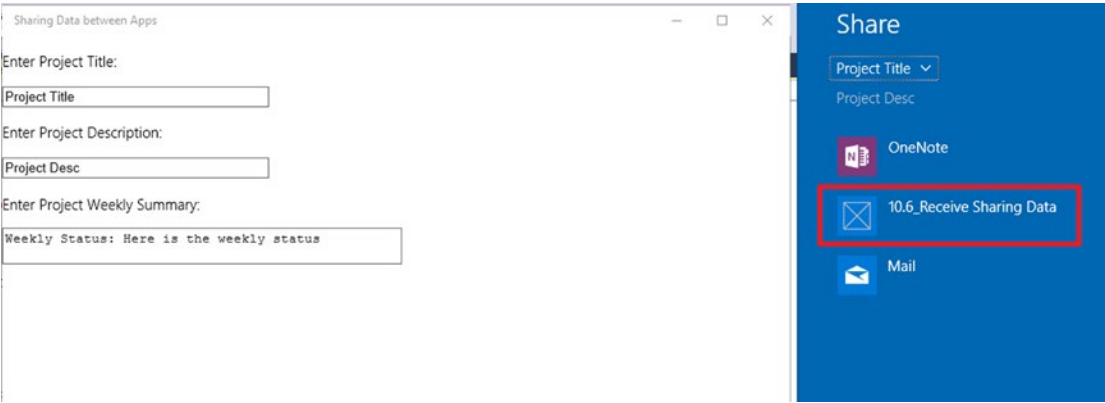 Sharing Data between Apps
Enter Project Title:
Project Title
Enter Project Description:
Project Desc
Enter Project Weekly Summary:
Weekly Status: Here is the weekly status
Share
Project Title
Project Desc
N
OneNote
10.6_Receive Sharing Data
Mail